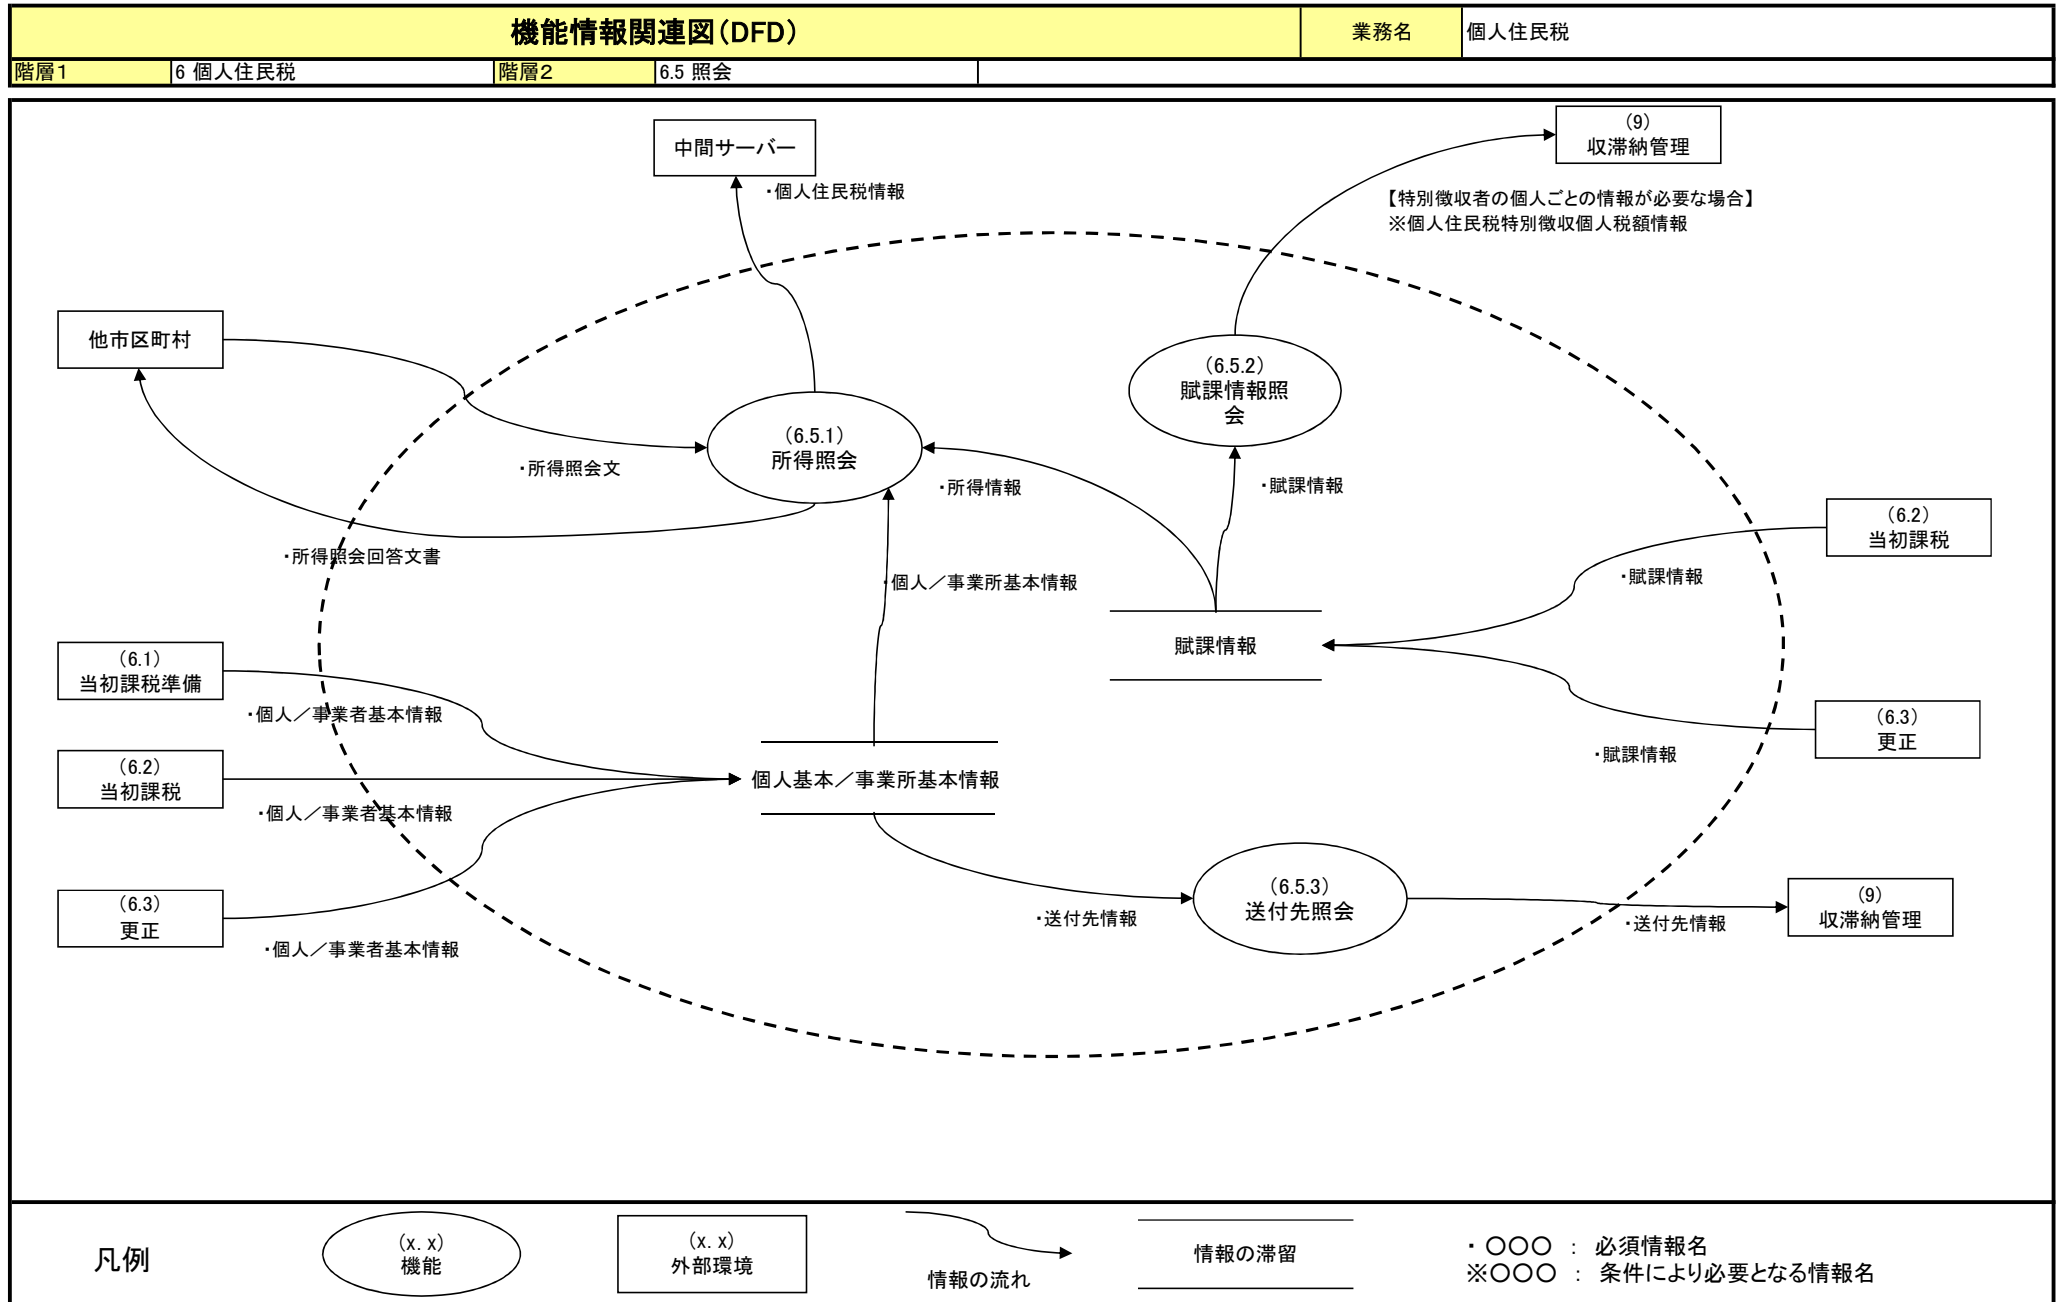 機能情報関連図(DFD)
業務名
個人住民税
階層1
6 個人住民税
階層2
6.5 照会
中間サーバー
・個人住民税情報
(9)
収滞納管理
【特別徴収者の個人ごとの情報が必要な場合】
※個人住民税特別徴収個人税額情報
他市区町村
(6.5.1)
所得照会
(6.5.2)
賦課情報照
会
・所得照会文
・所得情報
・賦課情報
・所得照会回答文書
・個人／事業所基本情報
(6.2)
当初課税
・賦課情報
賦課情報
(6.1)
当初課税準備
・個人／事業者基本情報
(6.3)
更正
・賦課情報
(6.2)
当初課税
・個人／事業者基本情報
個人基本／事業所基本情報
(6.3)
更正
・個人／事業者基本情報
・送付先情報
(6.5.3)
送付先照会
・送付先情報
(9)
収滞納管理
凡例
(x. x)
機能
(x. x)
外部環境
情報の流れ
情報の滞留
・ 〇〇〇 ： 必須情報名
※〇〇〇 ： 条件により必要となる情報名